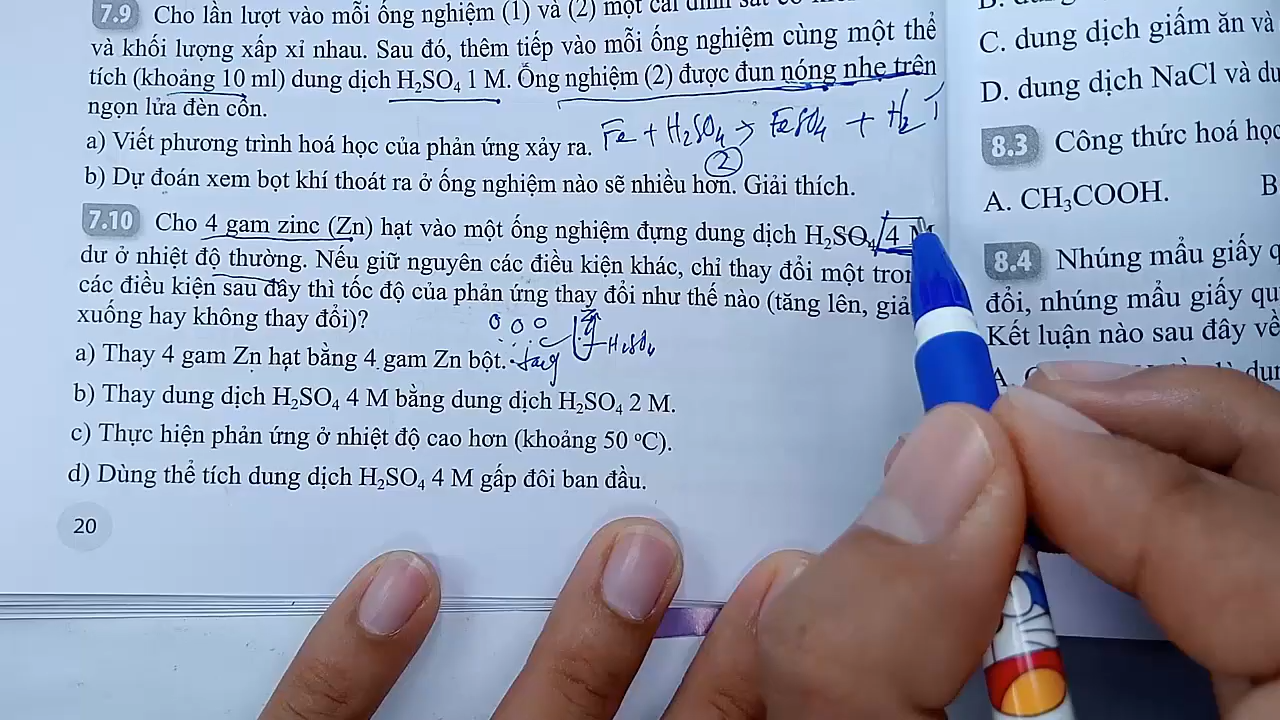 7.9 Cho lần lượt vào mỗi ống nghiệm (1) và (2) một cái đinh sắt có
và khối lượng xấp xỉ nhau. Sau đó, thêm tiếp vào mỗi ống nghiệm cùng một thể
tích (khoảng 10 ml) dung dịch H₂SO₄ 1 M. Ống nghiệm (2) được đun nóng nhẹ trên
ngọn lửa đèn cồn.
a) Viết phương trình hoá học của phản ứng xảy ra. Fe + H₂SO₄ → FeSO₄ + H₂ ↑
2
b) Dự đoán xem bọt khí thoát ra ở ống nghiệm nào sẽ nhiều hơn. Giải thích.
7.10 Cho 4 gam zinc (Zn) hạt vào một ống nghiệm đựng dung dịch H₂SO₄ 4 M
dư ở nhiệt độ thường. Nếu giữ nguyên các điều kiện khác, chỉ thay đổi một
các điều kiện sau đây thì tốc độ của phản ứng thay đổi như thế nào (tăng lên,
xuống hay không thay đổi)?
a) Thay 4 gam Zn hạt bằng 4 gam Zn bột. tăng
H₂SO₄
b) Thay dung dịch H₂SO₄ 4 M bằng dung dịch H₂SO₄ 2 M.
c) Thực hiện phản ứng ở nhiệt độ cao hơn (khoảng 50 °C).
d) Dùng thể tích dung dịch H₂SO₄ 4 M gấp đôi ban đầu.
20
C. dung dịch giấm ăn và
D. dung dịch NaCl và
8.3 Công thức hoá học
A. CH₃COOH. B
8.4 Nhúng mẩu giấy
đổi, nhúng mẩu giấy
Kết luận nào sau đây về